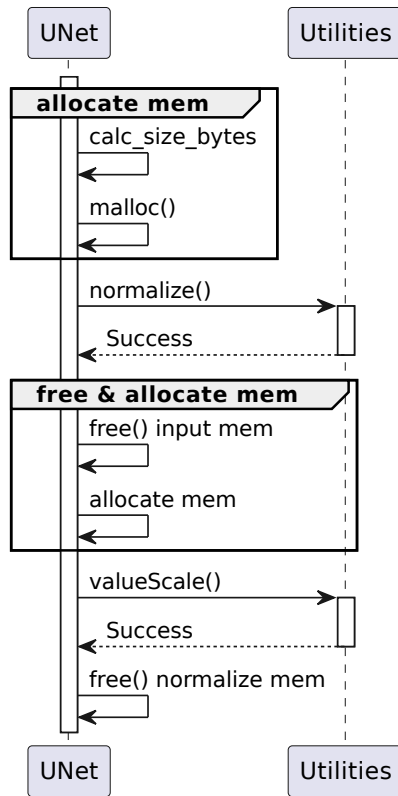 UNet
Utilities
allocate mem
calc_size_bytes
malloc()
normalize()
Success
free & allocate mem
free() input mem
allocate mem
valueScale()
Success
free() normalize mem
UNet
Utilities